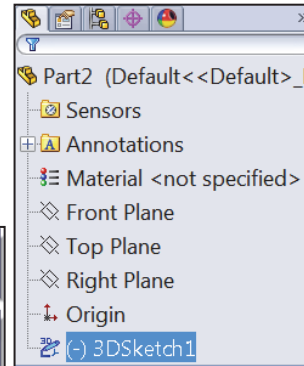 Part2 (Default<<Default>_
Sensors
Annotations
Material <not specified>
Front Plane
Top Plane
Right Plane
Origin
(-) 3DSketch1